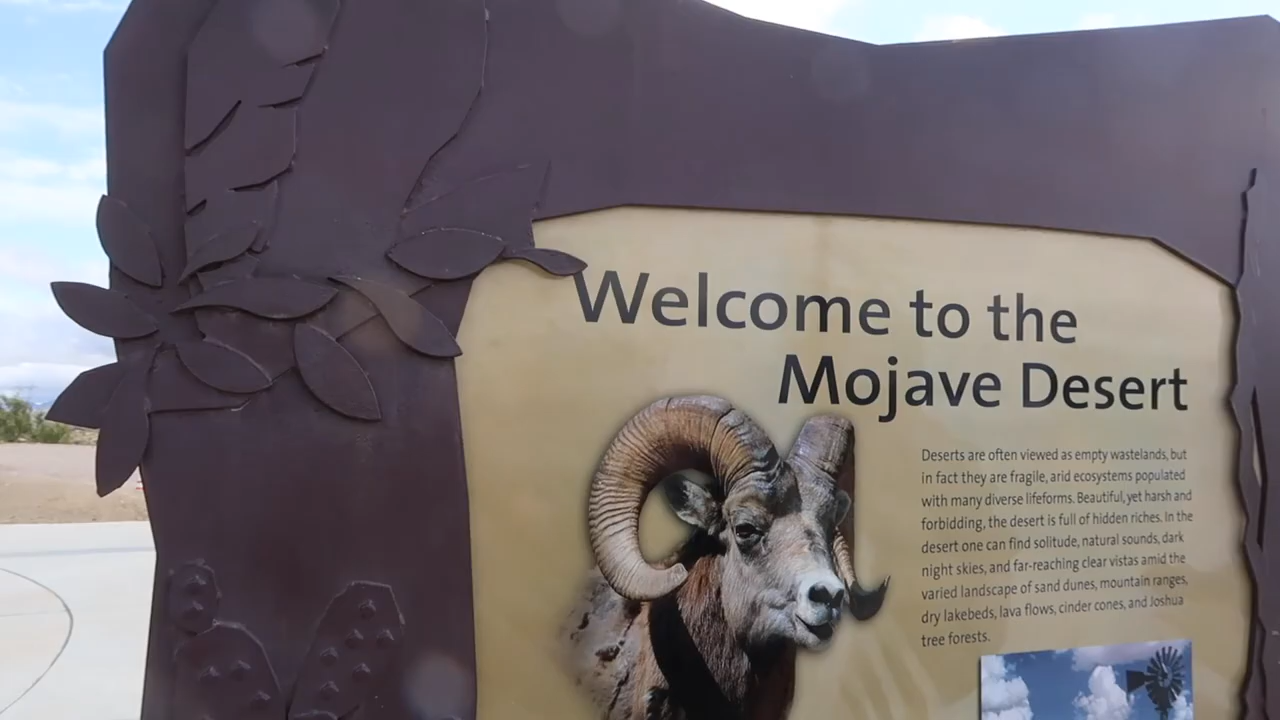 Welcome to the
Mojave Desert
Deserts are often viewed as empty wastelands, but
in fact they are fragile, arid ecosystems populated
with many diverse lifeforms. Beautiful, yet harsh and
forbidding, the desert is full of hidden riches. In the
desert one can find solitude, natural sounds, dark
night skies, and far-reaching clear vistas amid the
varied landscape of sand dunes, mountain ranges,
dry lakebeds, lava flows, cinder cones, and Joshua
tree forests.